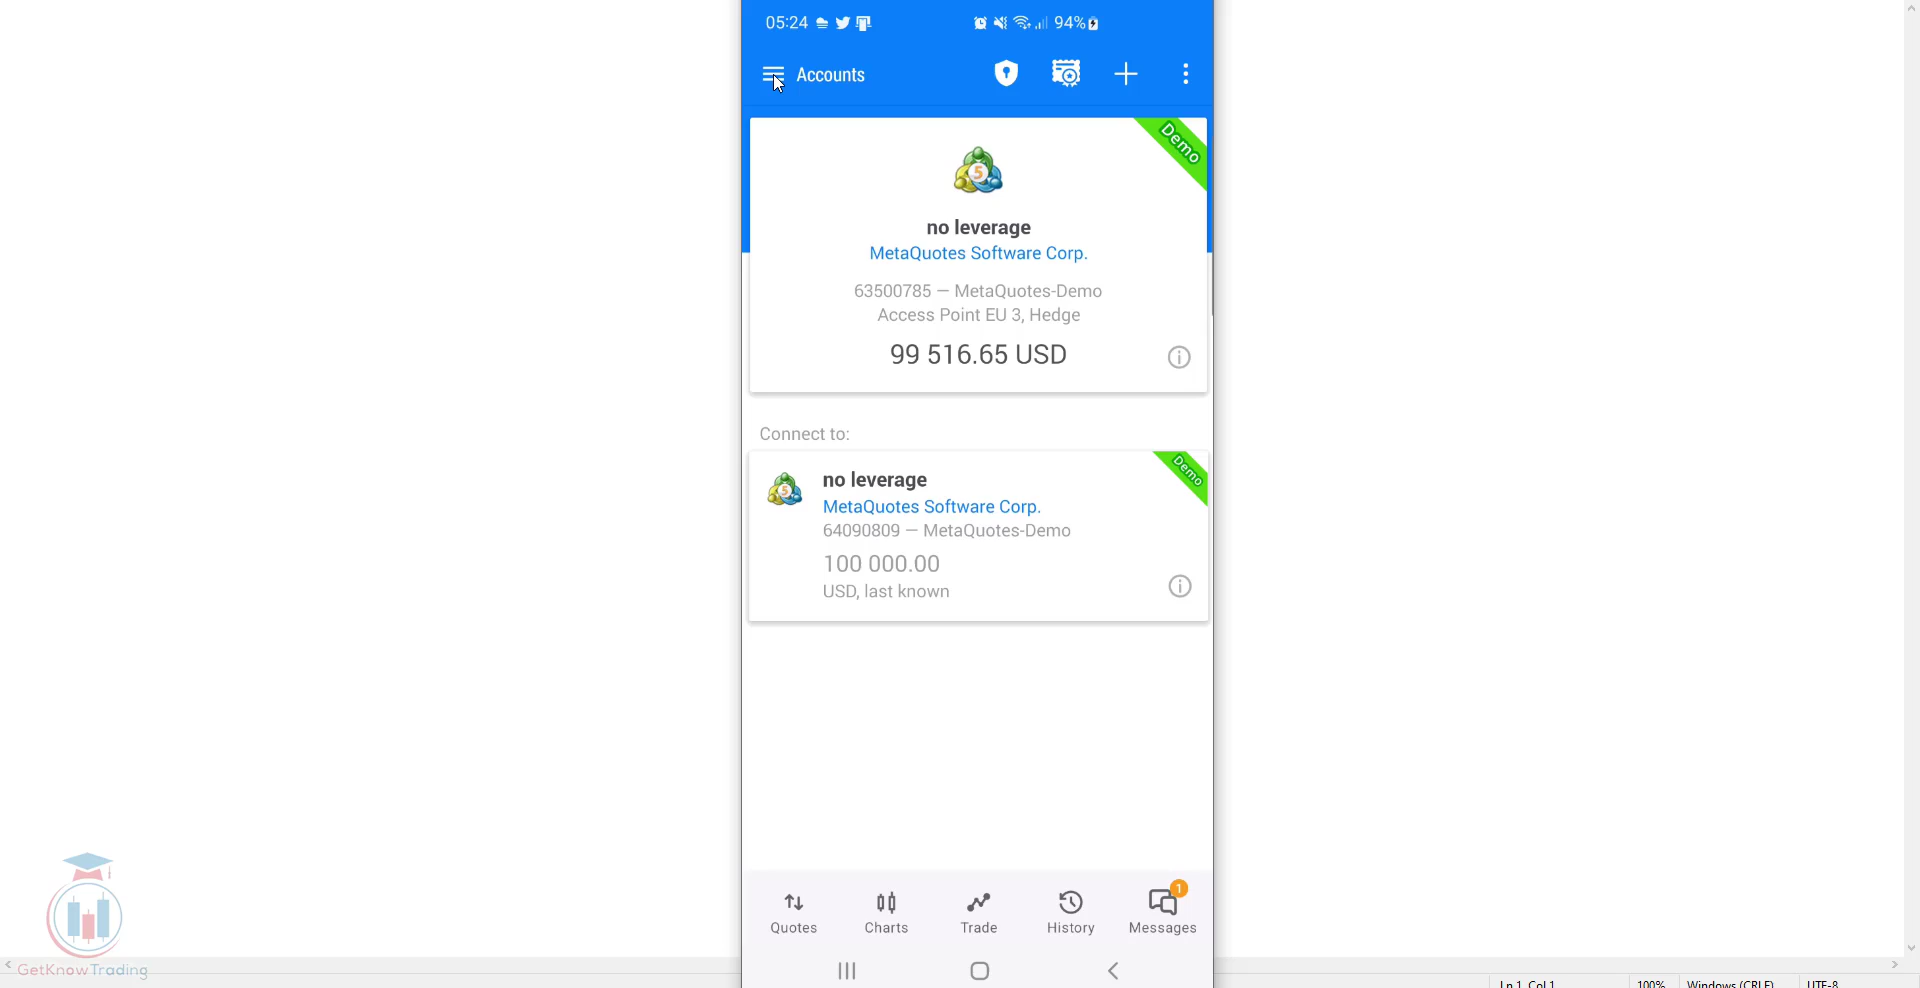 05:24
94%
Accounts
Demo
5
no leverage
MetaQuotes Software Corp.
63500785 — MetaQuotes-Demo
Access Point EU 3, Hedge
99 516.65 USD
Connect to:
Demo
5
no leverage
MetaQuotes Software Corp.
64090809 — MetaQuotes-Demo
100 000.00
USD, last known
1
Quotes
Charts
Trade
History
Messages
GetKnowTrading
Ln 1, Col 1
100%
Windows (CRLF)
UTF-8